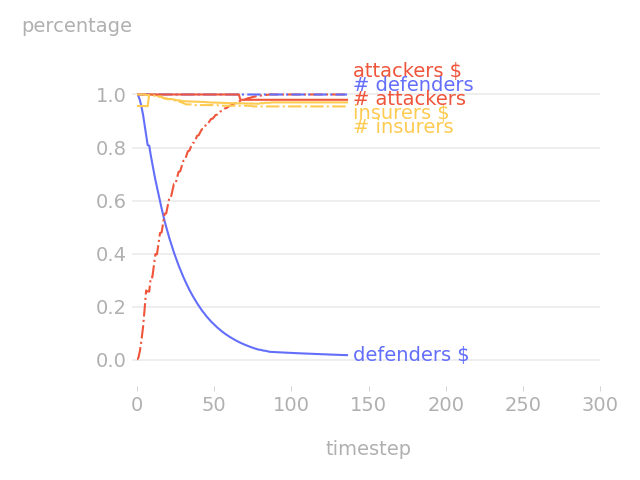 percentage
attackers $
# defenders
1.0
# attackers
insurers $
# insurers
0.8
0.6
0.4
0.2
0.0
defenders $
0 50 100 150 200 250 300
timestep